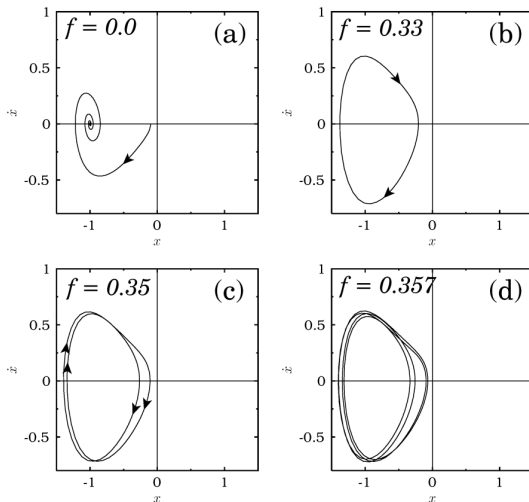 f = 0.0 (a)
1
0.5
0
-0.5
ẋ
-1 0 1
x
f = 0.33 (b)
1
0.5
0
-0.5
ẋ
-1 0 1
x
f = 0.35 (c)
1
0.5
0
-0.5
ẋ
-1 0 1
x
f = 0.357 (d)
1
0.5
0
-0.5
ẋ
-1 0 1
x